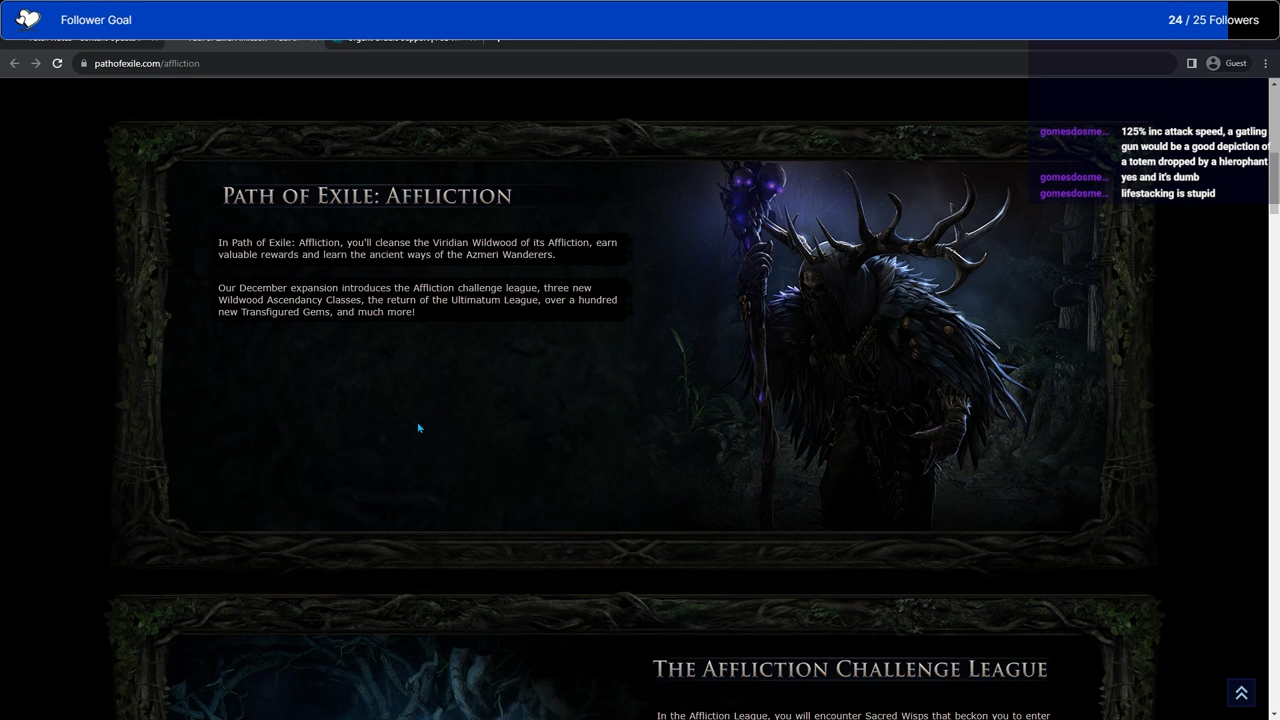 Follower Goal
24 / 25 Followers
pathofexile.com/affliction
Guest
gomesdosme... 125% inc attack speed, a gatling
gun would be a good depiction of
a totem dropped by a hierophant
gomesdosme... yes and it's dumb
gomesdosme... lifestacking is stupid
Path of Exile: Affliction
In Path of Exile: Affliction, you'll cleanse the Viridian Wildwood of its Affliction, earn
valuable rewards and learn the ancient ways of the Azmeri Wanderers.
Our December expansion introduces the Affliction challenge league, three new
Wildwood Ascendancy Classes, the return of the Ultimatum League, over a hundred
new Transfigured Gems, and much more!
The Affliction Challenge League
In the Affliction League, you will encounter Sacred Wisps that beckon you to enter